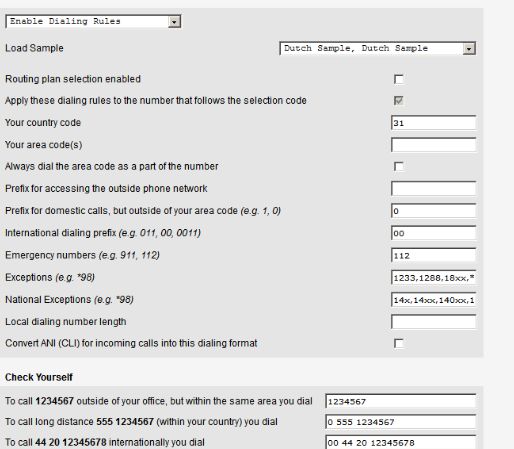 Enable Dialing Rules
Load Sample Dutch Sample, Dutch Sample
Routing plan selection enabled
Apply these dialing rules to the number that follows the selection code
Your country code 31
Your area code(s)
Always dial the area code as a part of the number
Prefix for accessing the outside phone network
Prefix for domestic calls, but outside of your area code (e.g. 1, 0) 0
International dialing prefix (e.g. 011, 00, 0011) 00
Emergency numbers (e.g. 911, 112) 112
Exceptions (e.g. *98) 1233,1288,18xx,*
National Exceptions (e.g. *98) 14x,14xx,140xx,1
Local dialing number length
Convert ANI (CLI) for incoming calls into this dialing format
Check Yourself
To call 1234567 outside of your office, but within the same area you dial 1234567
To call long distance 555 1234567 (within your country) you dial 0 555 1234567
To call 44 20 12345678 internationally you dial 00 44 20 12345678